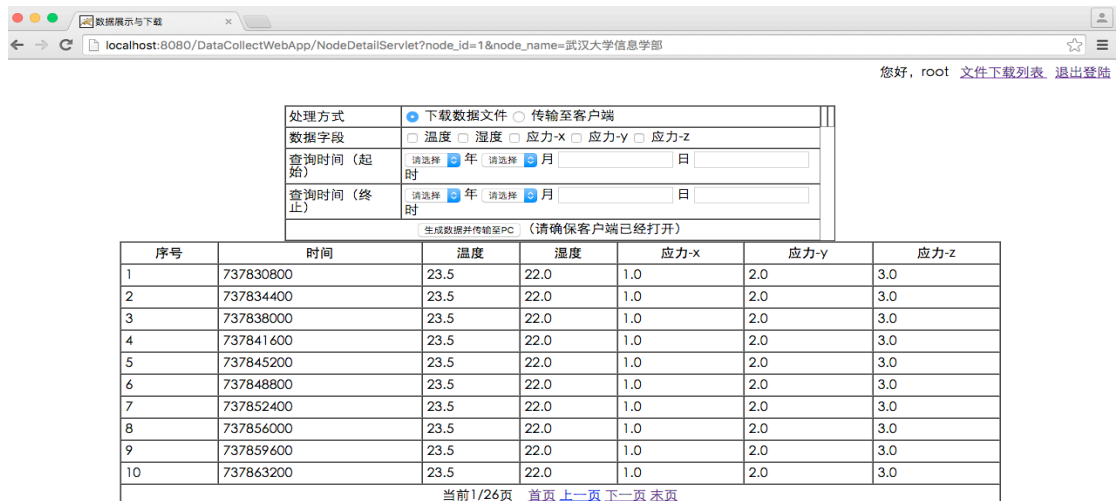 数据展示与下载
localhost:8080/DataCollectWebApp/NodeDetailServlet?node_id=1&node_name=武汉大学信息学部
您好，root 文件下载列表 退出登陆
处理方式 下载数据文件 传输至客户端
数据字段 温度 湿度 应力-x 应力-y 应力-z
查询时间（起始） 请选择 年 请选择 月 日 时
查询时间（终止） 请选择 年 请选择 月 日 时
生成数据并传输至PC （请确保客户端已经打开）
序号 时间 温度 湿度 应力-x 应力-y 应力-z
1 737830800 23.5 22.0 1.0 2.0 3.0
2 737834400 23.5 22.0 1.0 2.0 3.0
3 737838000 23.5 22.0 1.0 2.0 3.0
4 737841600 23.5 22.0 1.0 2.0 3.0
5 737845200 23.5 22.0 1.0 2.0 3.0
6 737848800 23.5 22.0 1.0 2.0 3.0
7 737852400 23.5 22.0 1.0 2.0 3.0
8 737856000 23.5 22.0 1.0 2.0 3.0
9 737859600 23.5 22.0 1.0 2.0 3.0
10 737863200 23.5 22.0 1.0 2.0 3.0
当前1/26页 首页 上一页 下一页 末页